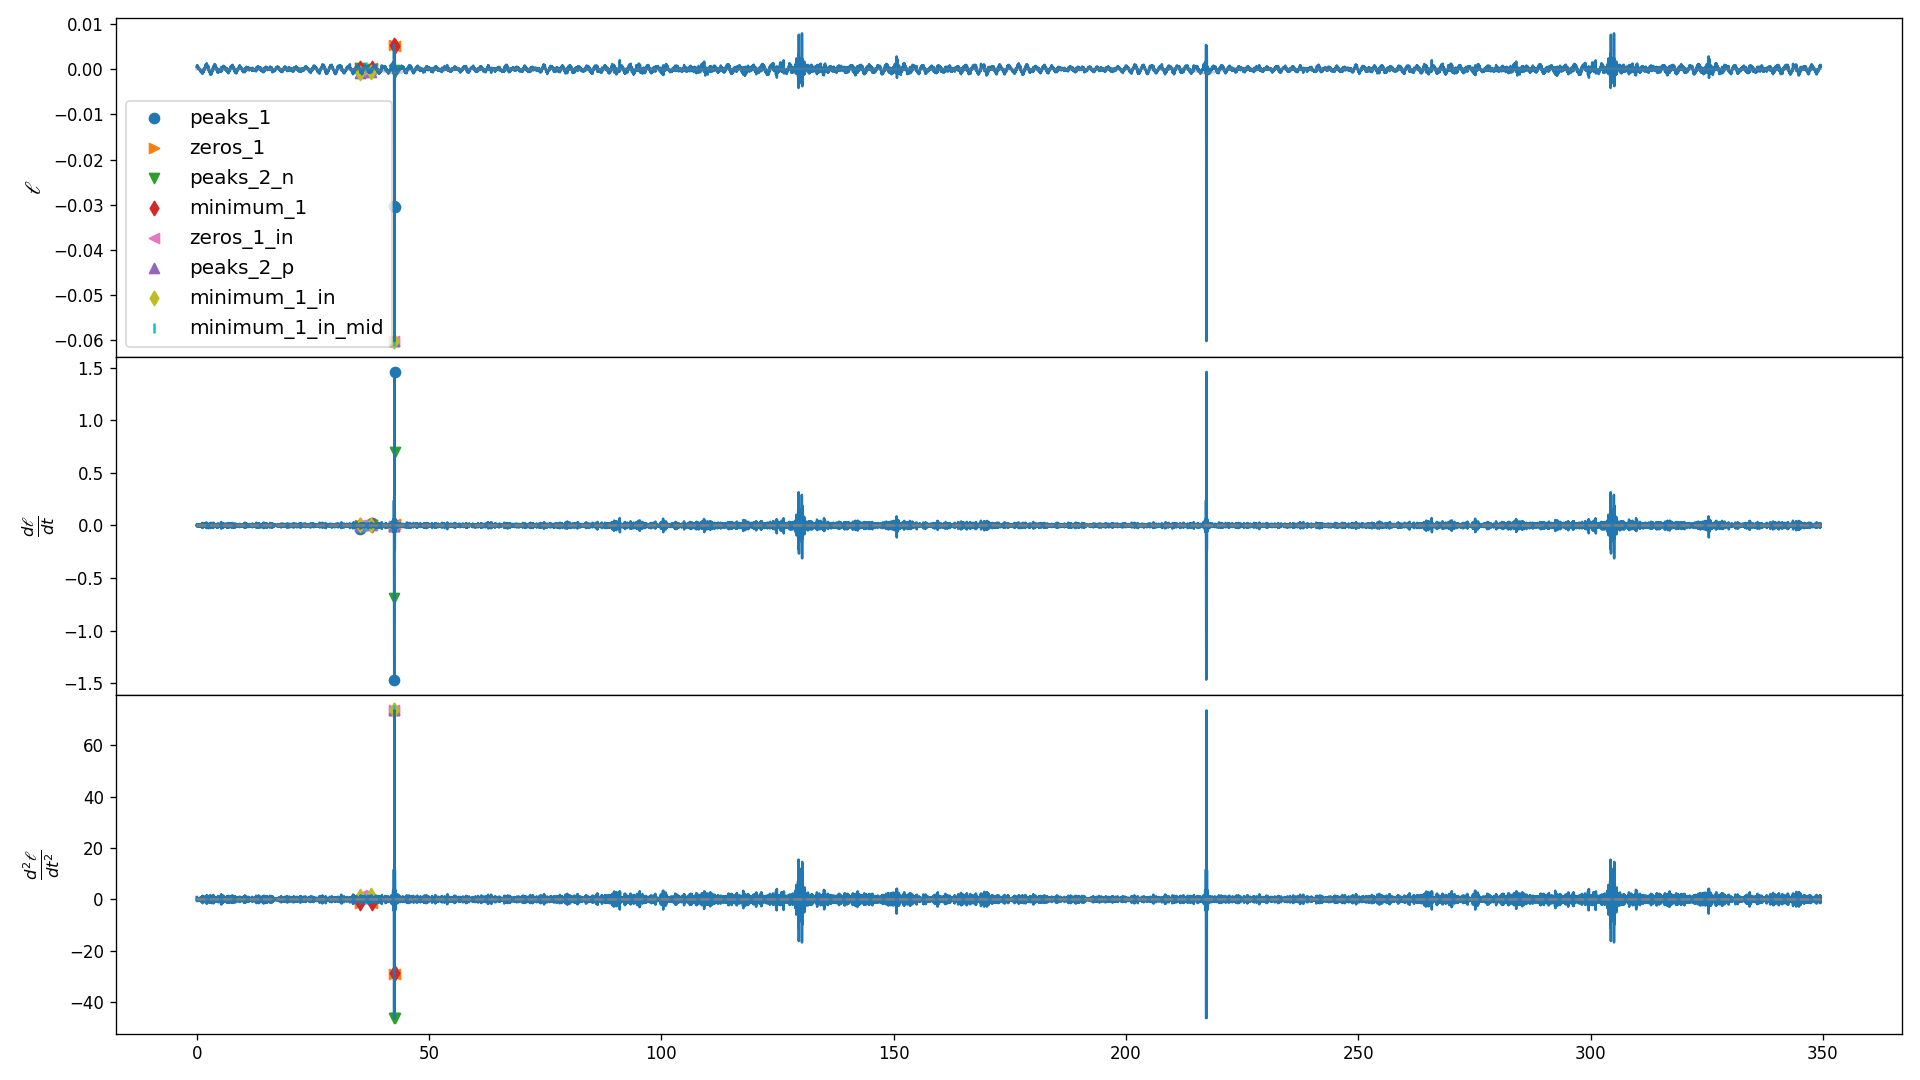 0.01
0.00
−0.01
−0.02
−0.03
−0.04
−0.05
−0.06
ℓ
peaks_1
zeros_1
peaks_2_n
minimum_1
zeros_1_in
peaks_2_p
minimum_1_in
minimum_1_in_mid
1.5
1.0
0.5
0.0
−0.5
−1.0
−1.5
dℓ
dt
60
40
20
0
−20
−40
d²ℓ
dt²
0 50 100 150 200 250 300 350